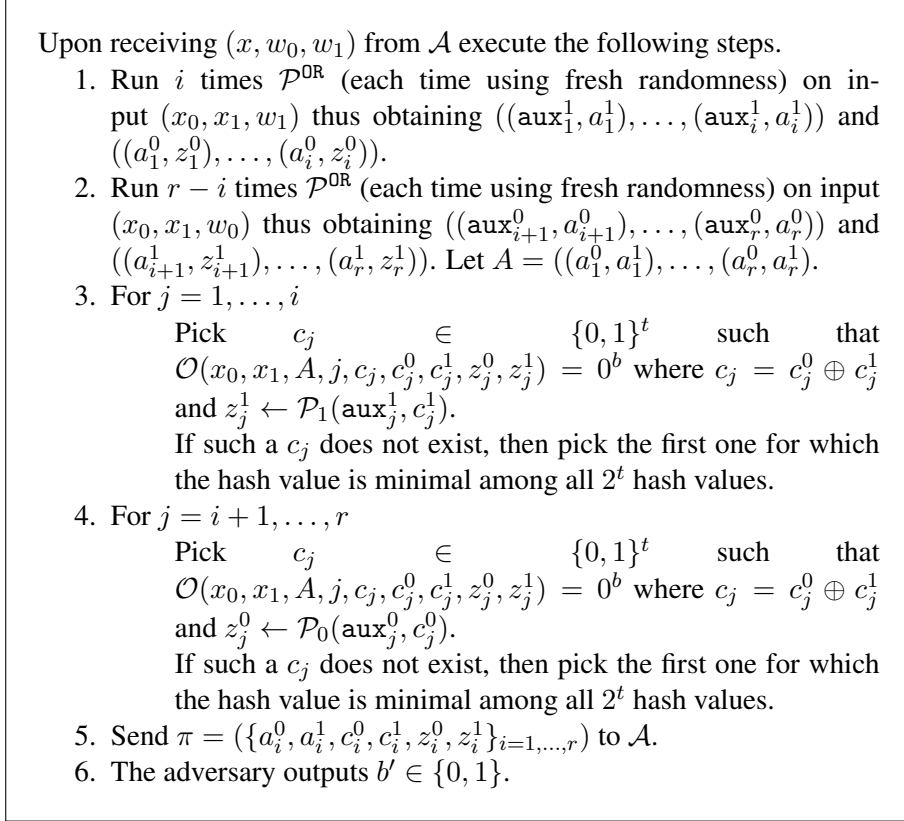 Upon receiving (x, w_0, w_1) from 𝒜 execute the following steps.
1. Run i times 𝒫^OR (each time using fresh randomness) on in-
put (x_0, x_1, w_1) thus obtaining ((aux_1^1, a_1^1), …, (aux_i^1, a_i^1)) and
((a_1^0, z_1^0), …, (a_i^0, z_i^0)).
2. Run r − i times 𝒫^OR (each time using fresh randomness) on input
(x_0, x_1, w_0) thus obtaining ((aux_{i+1}^0, a_{i+1}^0), …, (aux_r^0, a_r^0)) and
((a_{i+1}^1, z_{i+1}^1), …, (a_r^1, z_r^1)). Let A = ((a_1^0, a_1^1), …, (a_r^0, a_r^1).
3. For j = 1, …, i
Pick c_j ∈ {0, 1}^t such that
𝒪(x_0, x_1, A, j, c_j, c_j^0, c_j^1, z_j^0, z_j^1) = 0^b where c_j = c_j^0 ⊕ c_j^1
and z_j^1 ← 𝒫_1(aux_j^1, c_j^1).
If such a c_j does not exist, then pick the first one for which
the hash value is minimal among all 2^t hash values.
4. For j = i + 1, …, r
Pick c_j ∈ {0, 1}^t such that
𝒪(x_0, x_1, A, j, c_j, c_j^0, c_j^1, z_j^0, z_j^1) = 0^b where c_j = c_j^0 ⊕ c_j^1
and z_j^0 ← 𝒫_0(aux_j^0, c_j^0).
If such a c_j does not exist, then pick the first one for which
the hash value is minimal among all 2^t hash values.
5. Send π = ({a_i^0, a_i^1, c_i^0, c_i^1, z_i^0, z_i^1}_{i=1,…,r}) to 𝒜.
6. The adversary outputs b′ ∈ {0, 1}.